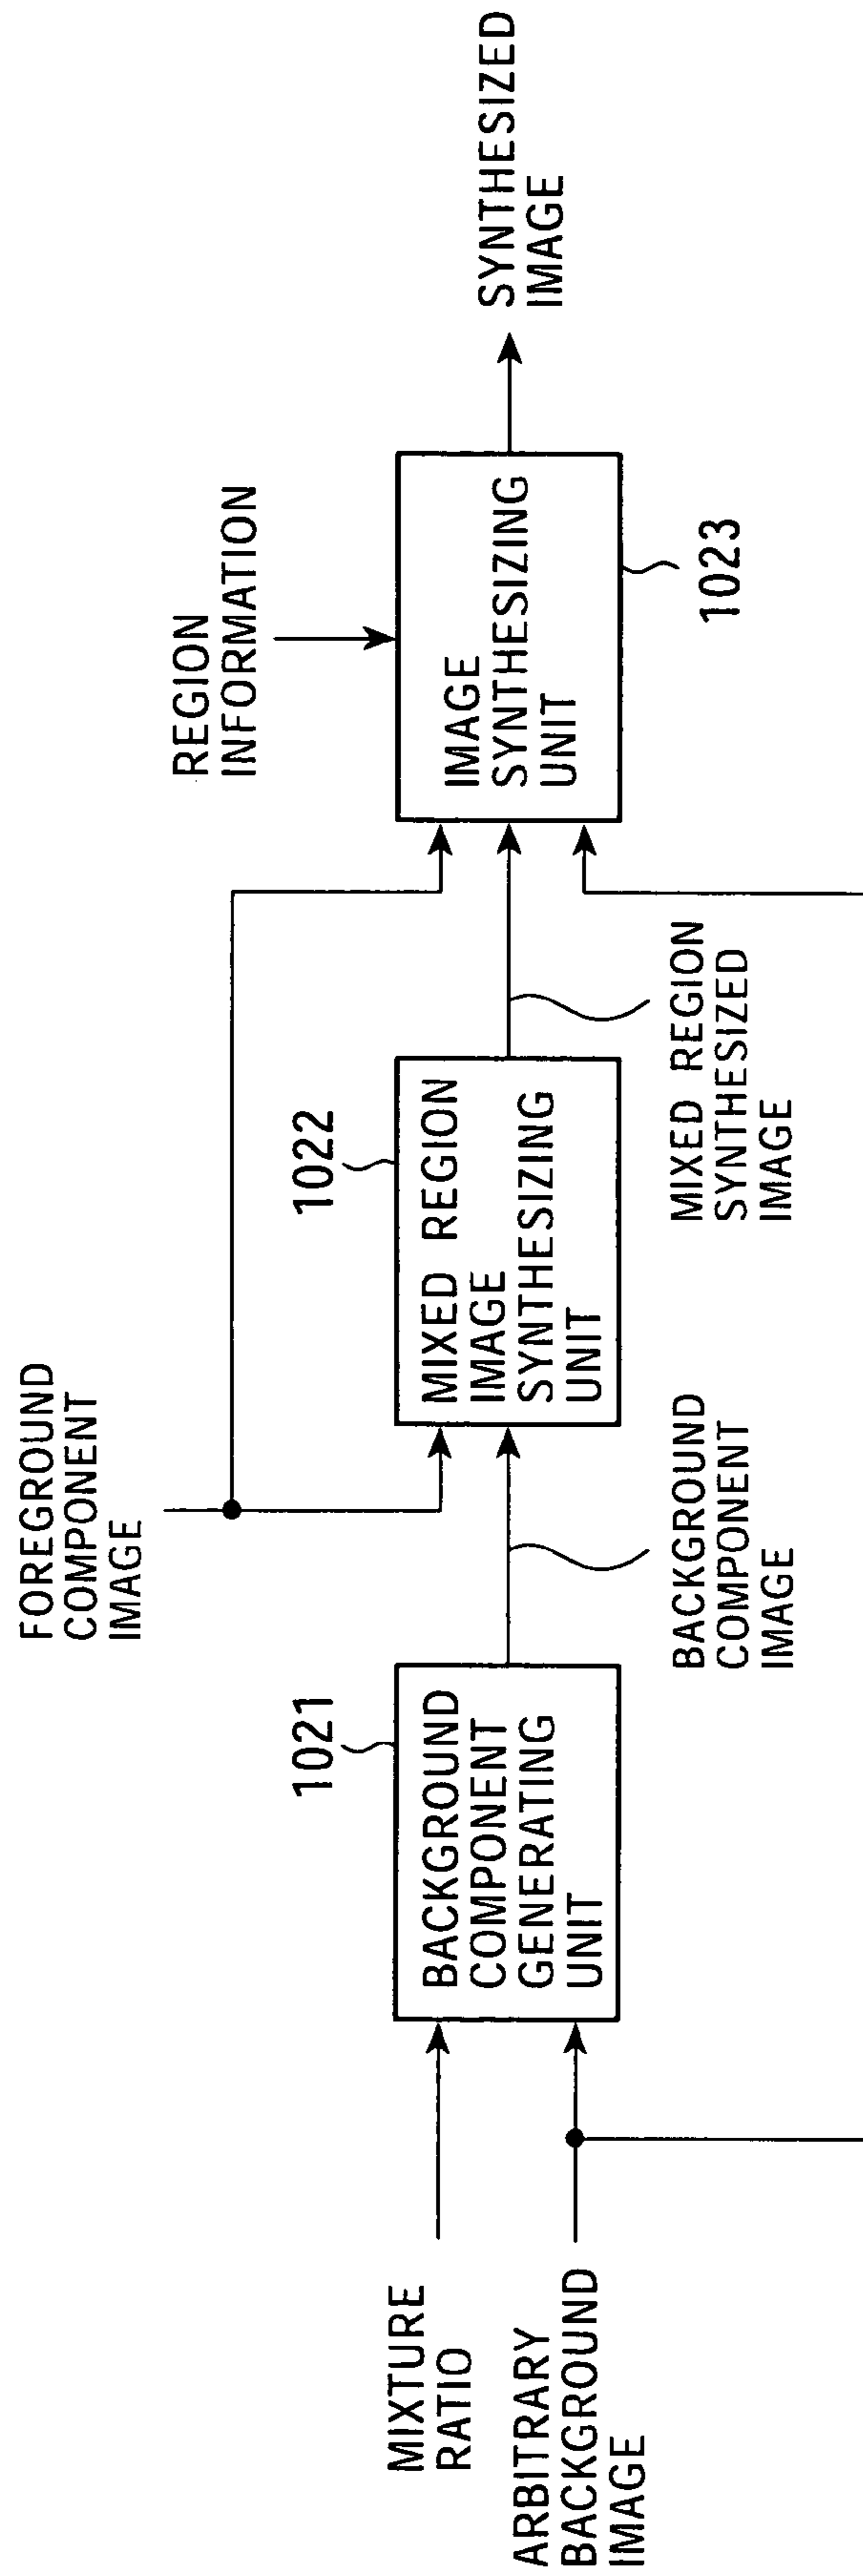 FOREGROUND
COMPONENT
IMAGE
REGION
INFORMATION
1021
1022
MIXTURE
RATIO
ARBITRARY
BACKGROUND
IMAGE
BACKGROUND
COMPONENT
GENERATING
UNIT
MIXED REGION
IMAGE
SYNTHESIZING
UNIT
IMAGE
SYNTHESIZING
UNIT
SYNTHESIZED
IMAGE
BACKGROUND
COMPONENT
IMAGE
MIXED REGION
SYNTHESIZED
IMAGE
1023